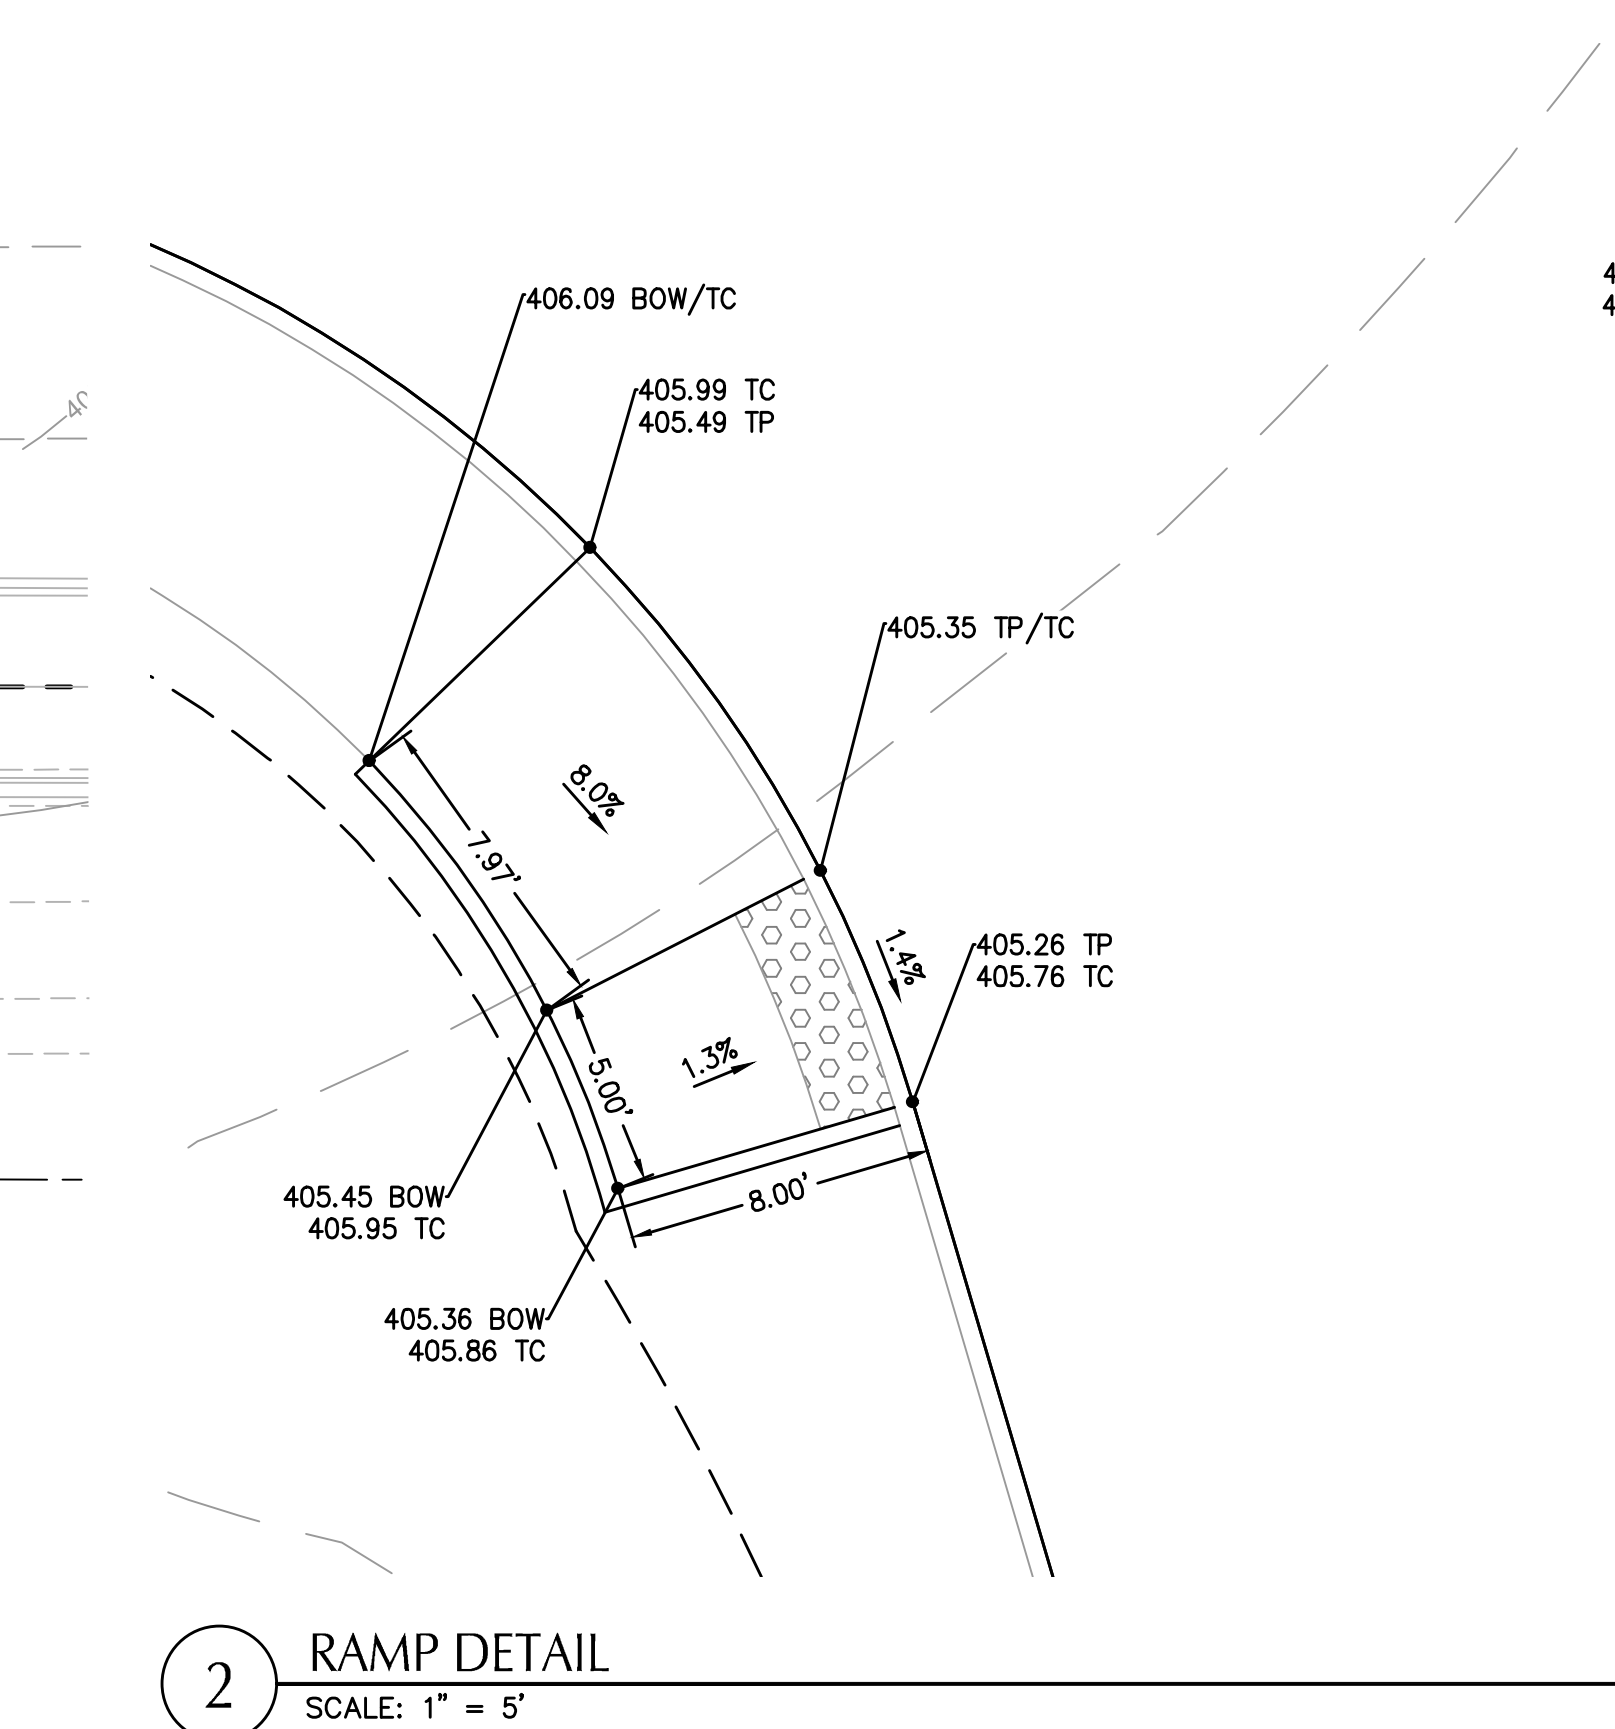 406.09 BOW/TC
405.99 TC
405.49 TP
405.35 TP/TC
8.0%
7.97'
1.4%
405.26 TP
405.76 TC
1.3%
5.00'
8.00'
405.45 BOW
405.95 TC
405.36 BOW
405.86 TC
2
RAMP DETAIL
SCALE: 1" = 5'